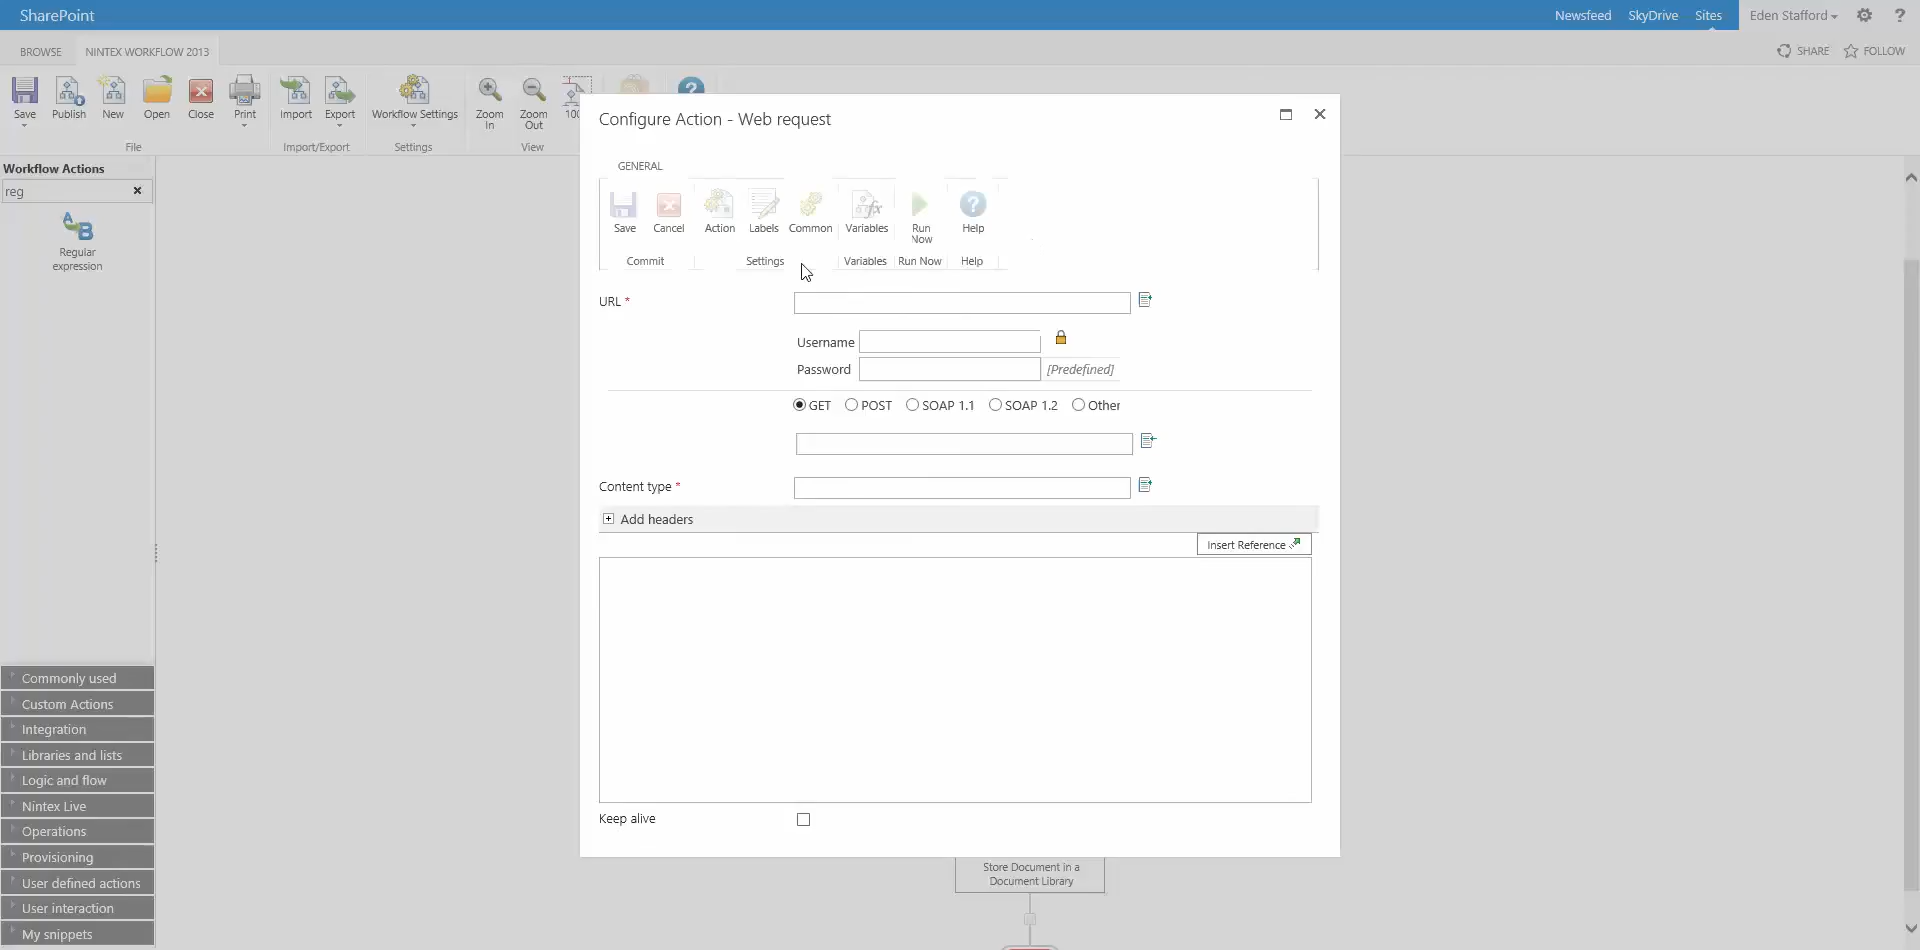 SharePoint
Newsfeed SkyDrive Sites Eden Stafford ?
BROWSE NINTEX WORKFLOW 2013
SHARE FOLLOW
Save Publish New Open Close Print Import Export Workflow Settings Zoom In Zoom Out 100
File Import/Export Settings View
Workflow Actions
reg
Regular
expression
Commonly used
Custom Actions
Integration
Libraries and lists
Logic and flow
Nintex Live
Operations
Provisioning
User defined actions
User interaction
My snippets
Configure Action - Web request
GENERAL
Save Cancel Action Labels Common Variables Run Now Help
Commit Settings Variables Run Now Help
URL *
Username
Password [Predefined]
GET POST SOAP 1.1 SOAP 1.2 Other
Content type *
Add headers
Insert Reference
Keep alive
Store Document in a
Document Library